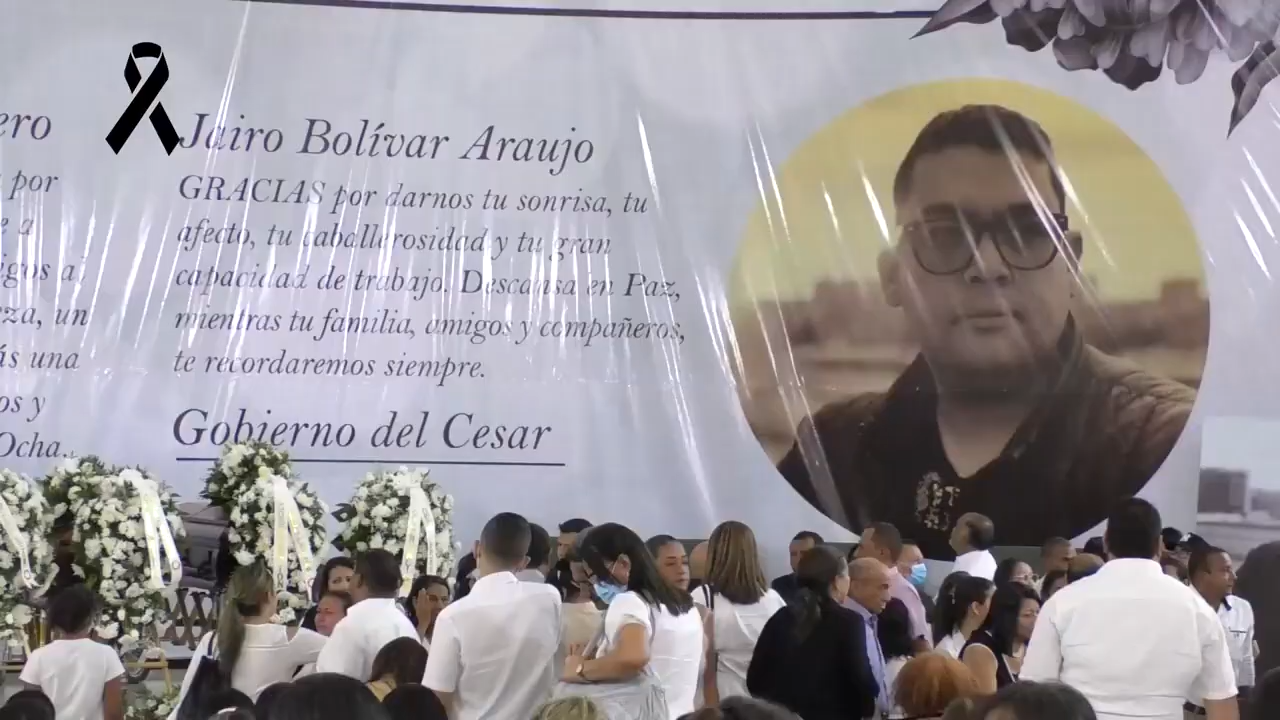 ero
por
e a
igos a
za, un
ás una
os y
Ocha.
Jairo Bolívar Araujo
GRACIAS por darnos tu sonrisa, tu
afecto, tu caballerosidad y tu gran
capacidad de trabajo. Descansa en Paz,
mientras tu familia, amigos y compañeros,
te recordaremos siempre.
Gobierno del Cesar